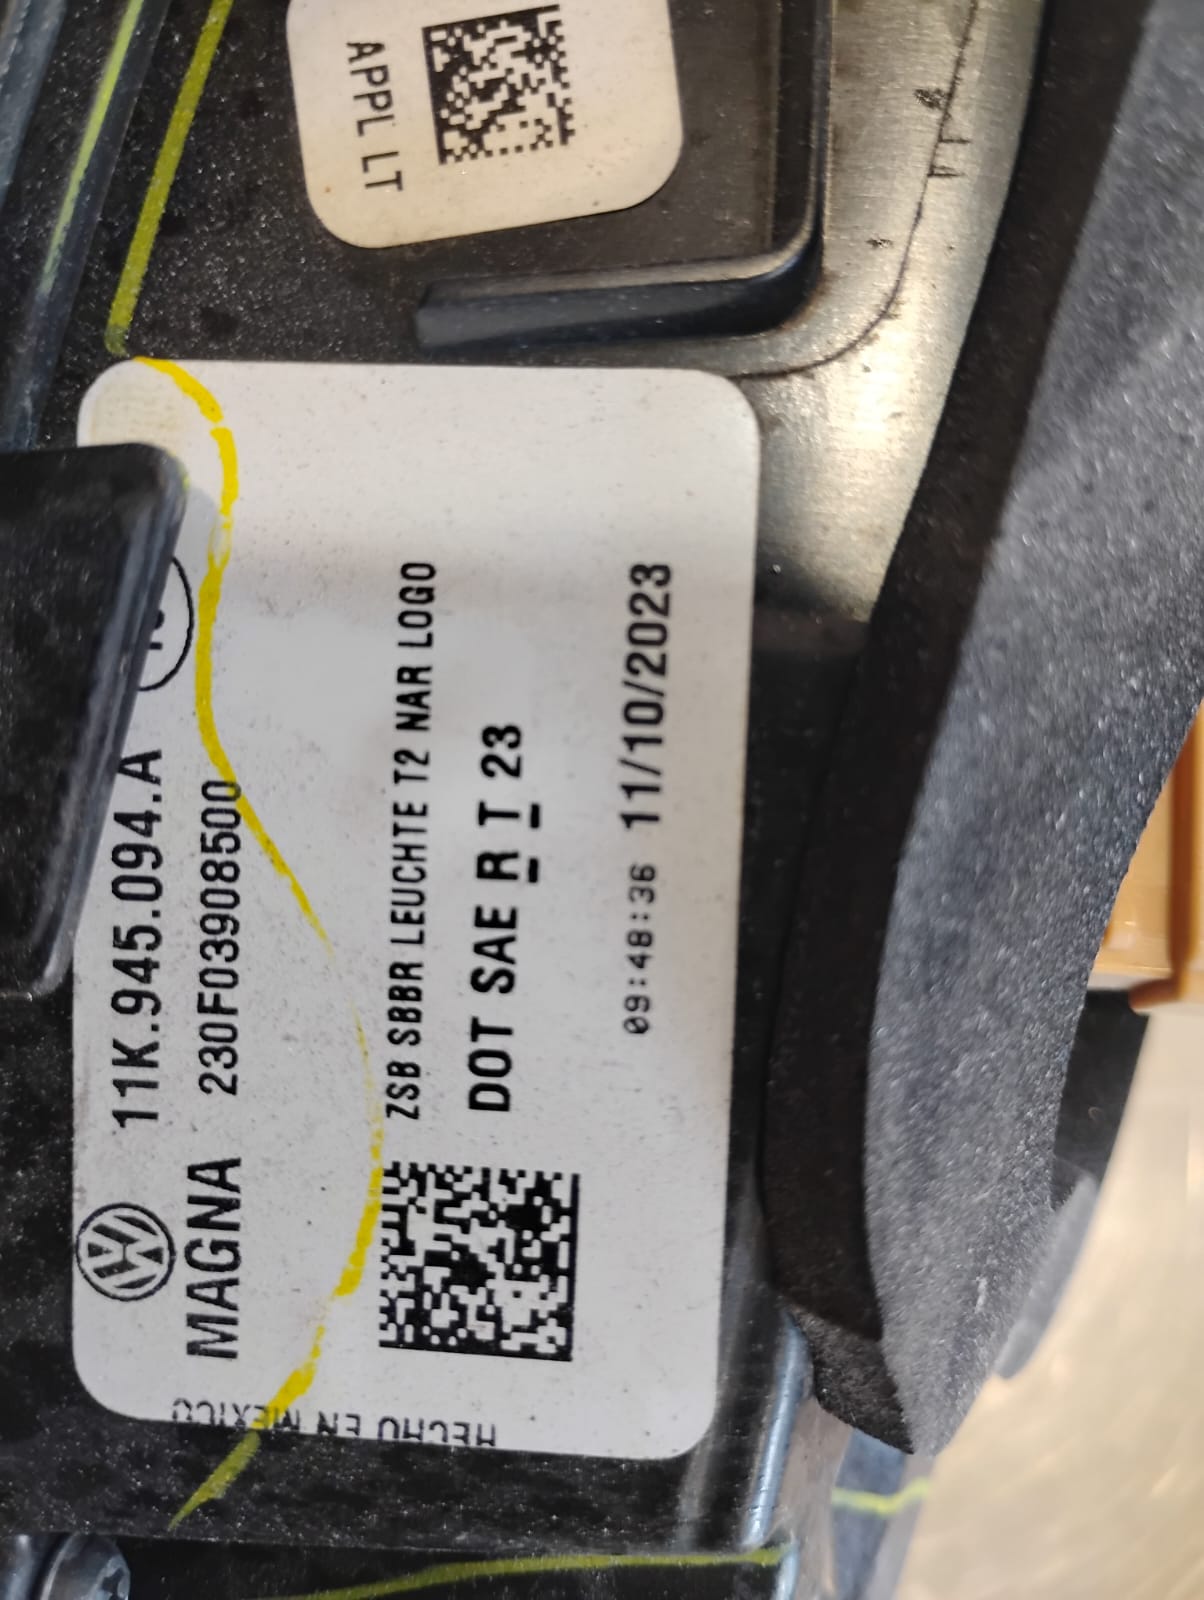 APPL LT
11K.945.094.A
MAGNA 230F03908500
ZSB SBBR LEUCHTE T2 NAR LOGO
DOT SAE R T 23
09:48:36 11/10/2023
HECHO EN MEXICO